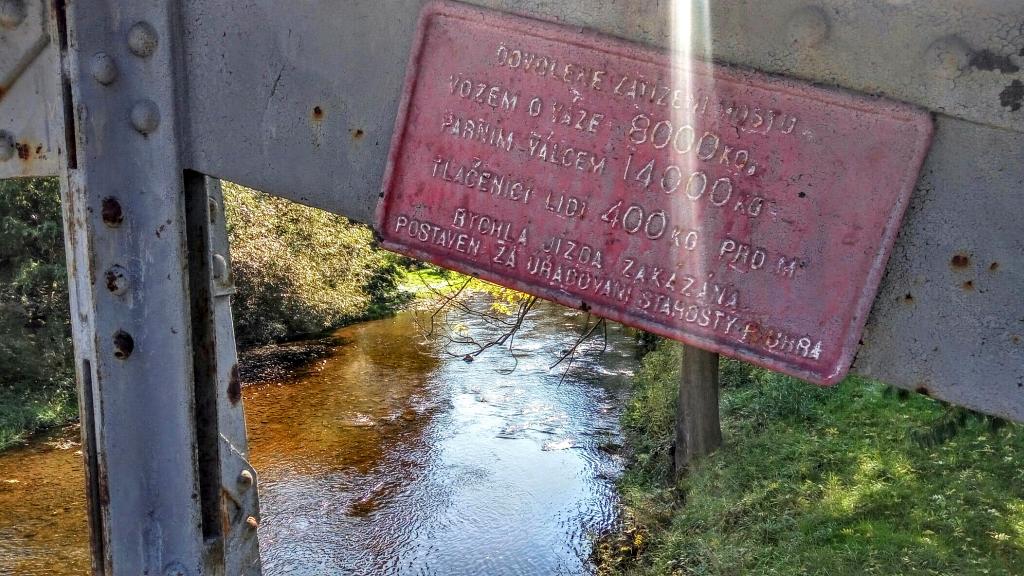 DOVOLENÉ ZATÍŽENÍ MOSTU
VOZEM O VÁZE 8000 KG,
PARNÍM VÁLCEM 14000 KG
TLAČENICÍ LIDÍ 400 KG PRO M²
RYCHLÁ JÍZDA ZAKÁZÁNA
POSTAVEN ZA ÚŘADOVÁNÍ STAROSTY